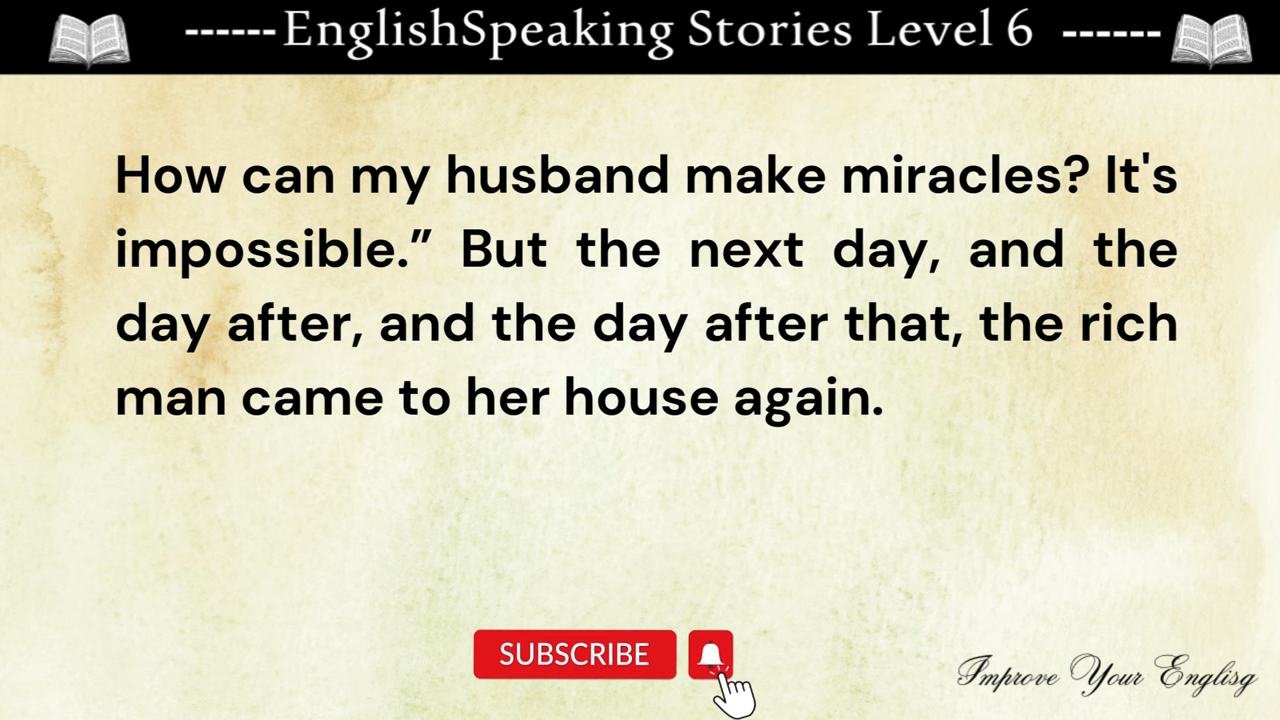 ------EnglishSpeaking Stories Level 6 ------
How can my husband make miracles? It's
impossible.” But the next day, and the
day after, and the day after that, the rich
man came to her house again.
SUBSCRIBE
Improve Your Englisg